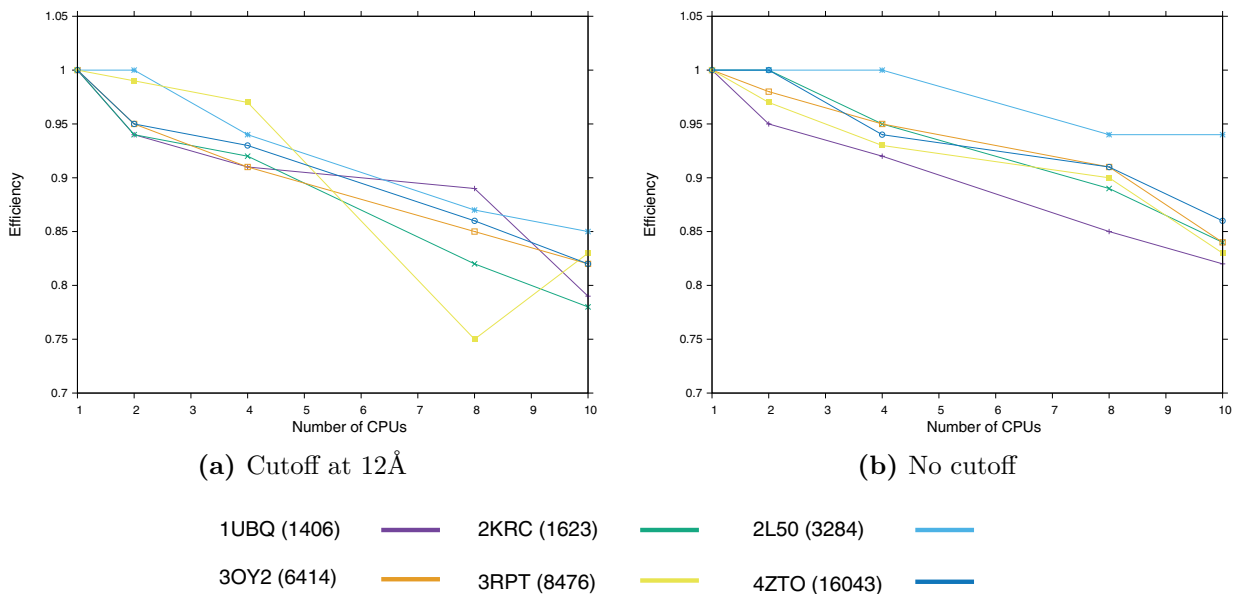 1.05
1
0.95
0.9
0.85
0.8
0.75
0.7
Efficiency
1 2 3 4 5 6 7 8 9 10
Number of CPUs
(a) Cutoff at 12Å
1.05
1
0.95
0.9
0.85
0.8
0.75
0.7
Efficiency
1 2 3 4 5 6 7 8 9 10
Number of CPUs
(b) No cutoff
1UBQ (1406) 2KRC (1623) 2L50 (3284)
3OY2 (6414) 3RPT (8476) 4ZTO (16043)